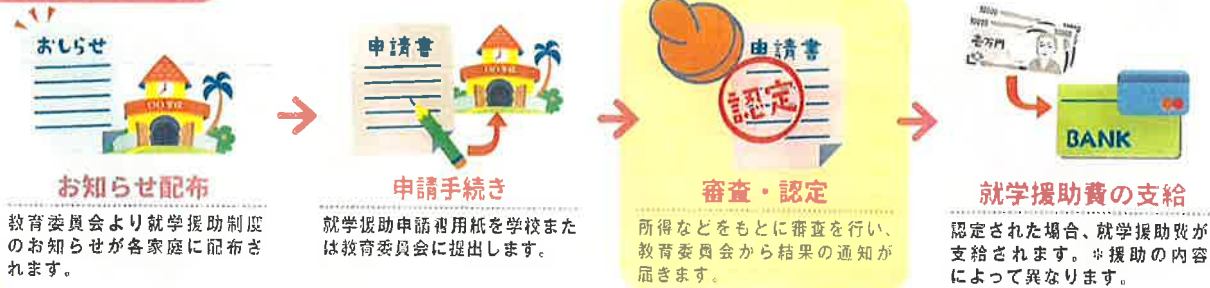 おしらせ
お知らせ配布
教育委員会より就学援助制度
のお知らせが各家庭に配布さ
れます。
申請書
申請手続き
就学援助申請書用紙を学校また
は教育委員会に提出します。
申請書
認定
審査・認定
所得などをもとに審査を行い、
教育委員会から結果の通知が
届きます。
10000
壱万円
BANK
就学援助費の支給
認定された場合、就学援助費が
支給されます。※援助の内容
によって異なります。